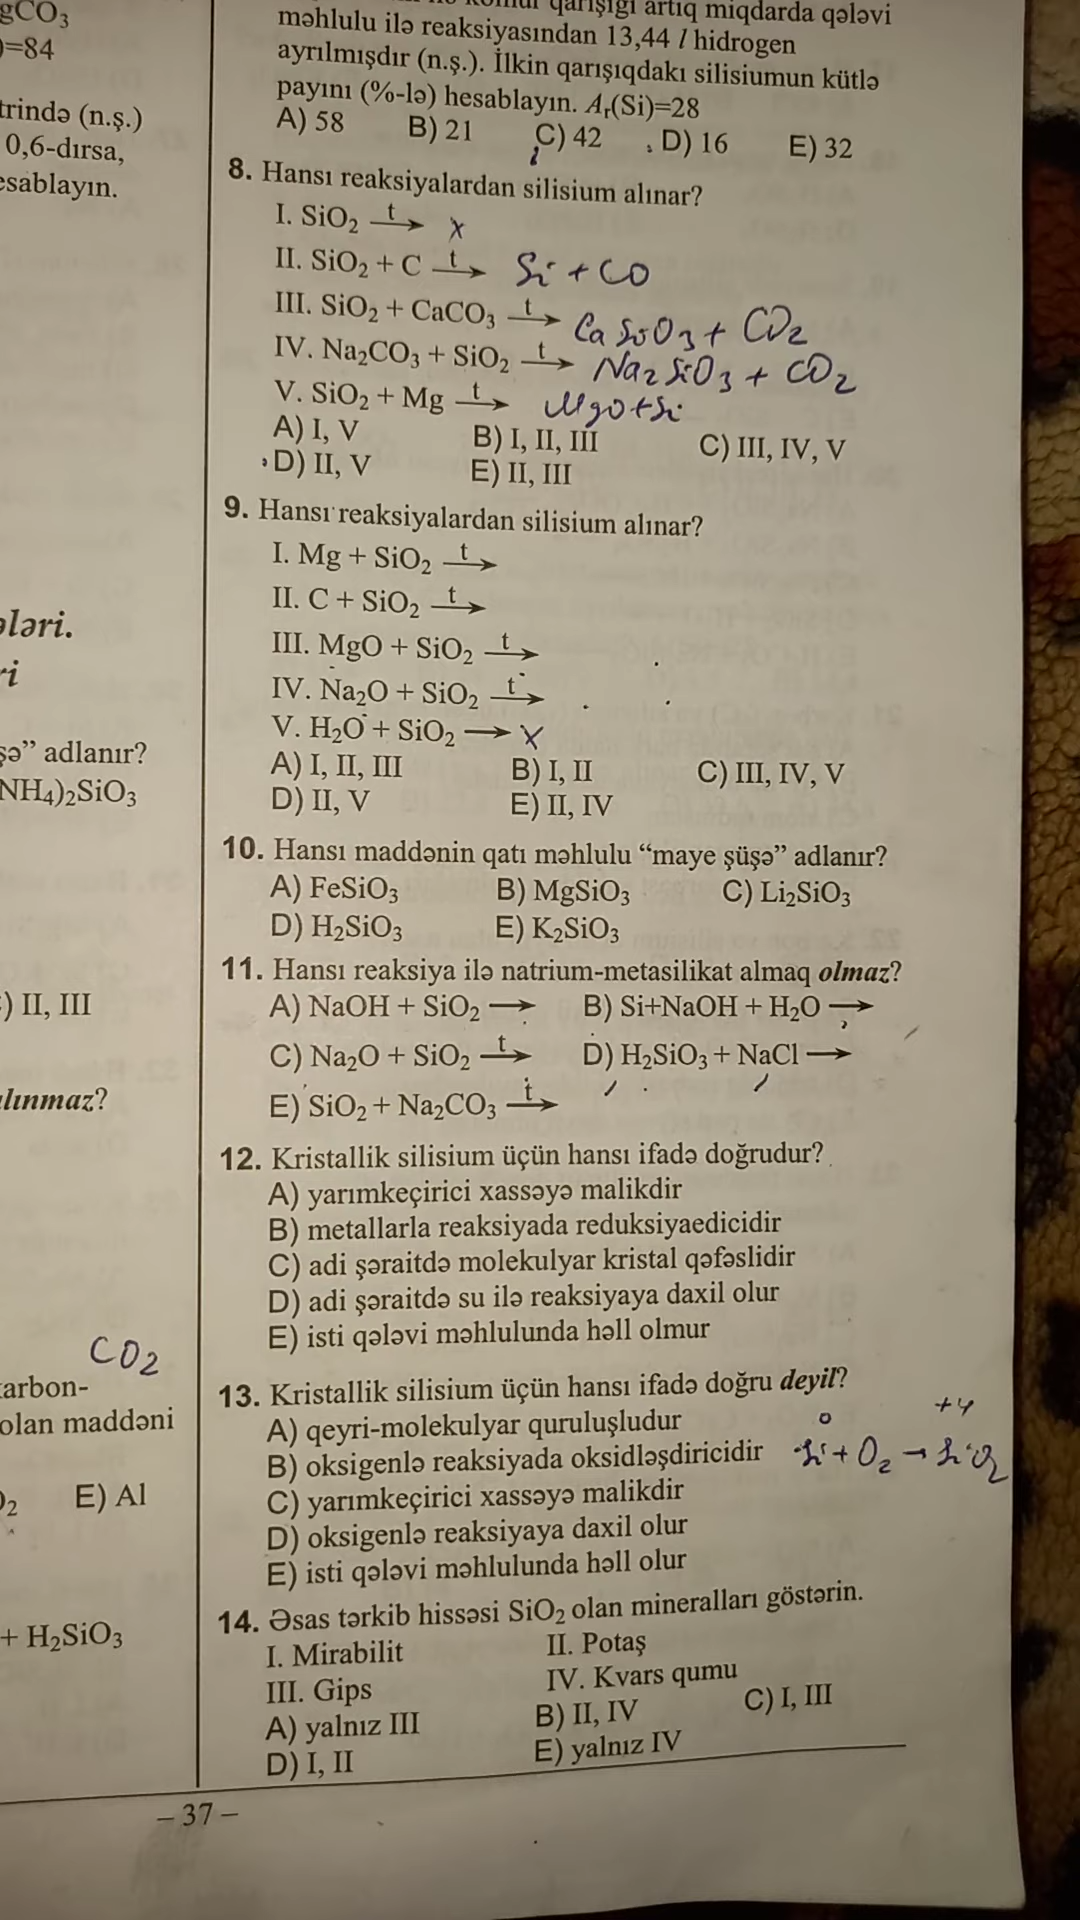 gCO₃
)=84
trində (n.ş.)
0,6-dırsa,
esablayın.
ləri.
şə” adlanır?
NH4)₂SiO₃
) II, III
lınmaz?
CO₂
arbon-
olan maddəni
E) Al
+ H₂SiO₃
qarışığı artıq miqdarda qələvi
məhlulu ilə reaksiyasından 13,44 l hidrogen
ayrılmışdır (n.ş.). İlkin qarışıqdakı silisiumun kütlə
payını (%-lə) hesablayın. Aᵣ(Si)=28
A) 58 B) 21 C) 42 D) 16 E) 32
8. Hansı reaksiyalardan silisium alınar?
I. SiO₂ —t→ x
II. SiO₂ + C —t→ Si + CO
III. SiO₂ + CaCO₃ —t→ CaSiO₃ + CO₂
IV. Na₂CO₃ + SiO₂ —t→ Na₂SiO₃ + CO₂
V. SiO₂ + Mg —t→ MgO+Si
A) I, V B) I, II, III C) III, IV, V
D) II, V E) II, III
9. Hansı reaksiyalardan silisium alınar?
I. Mg + SiO₂ —t→
II. C + SiO₂ —t→
III. MgO + SiO₂ —t→
IV. Na₂O + SiO₂ —t→
V. H₂O + SiO₂ → x
A) I, II, III B) I, II C) III, IV, V
D) II, V E) II, IV
10. Hansı maddənin qatı məhlulu “maye şüşə” adlanır?
A) FeSiO₃ B) MgSiO₃ C) Li₂SiO₃
D) H₂SiO₃ E) K₂SiO₃
11. Hansı reaksiya ilə natrium-metasilikat almaq olmaz?
A) NaOH + SiO₂ → B) Si+NaOH + H₂O →
C) Na₂O + SiO₂ —t→ D) H₂SiO₃ + NaCl →
E) SiO₂ + Na₂CO₃ —t→
12. Kristallik silisium üçün hansı ifadə doğrudur?
A) yarımkeçirici xassəyə malikdir
B) metallarla reaksiyada reduksiyaedicidir
C) adi şəraitdə molekulyar kristal qəfəslidir
D) adi şəraitdə su ilə reaksiyaya daxil olur
E) isti qələvi məhlulunda həll olmur
13. Kristallik silisium üçün hansı ifadə doğru deyil?
A) qeyri-molekulyar quruluşludur 0 +4
B) oksigenlə reaksiyada oksidləşdiricidir Si + O₂ → SiO₂
C) yarımkeçirici xassəyə malikdir
D) oksigenlə reaksiyaya daxil olur
E) isti qələvi məhlulunda həll olur
14. Əsas tərkib hissəsi SiO₂ olan mineralları göstərin.
I. Mirabilit II. Potaş
III. Gips IV. Kvars qumu
A) yalnız III B) II, IV C) I, III
D) I, II E) yalnız IV
– 37 –